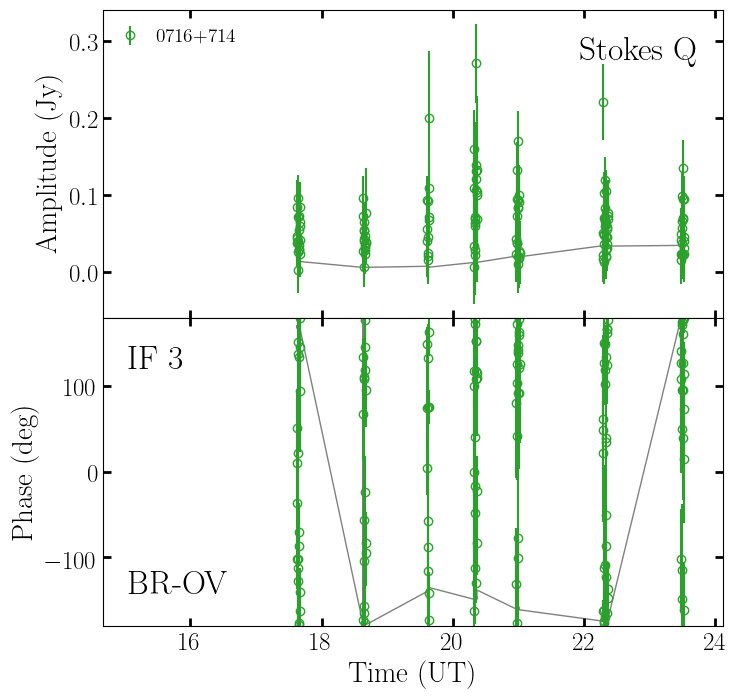 0716+714
Stokes Q
Amplitude (Jy)
0.3
0.2
0.1
0.0
IF 3
BR-OV
Phase (deg)
100
0
−100
16 18 20 22 24
Time (UT)